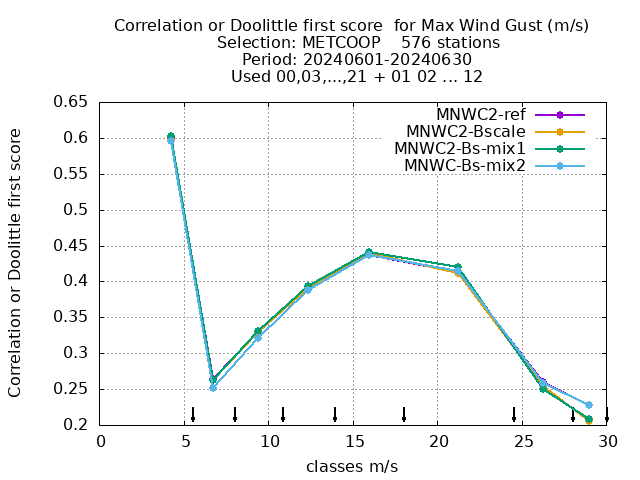 Correlation or Doolittle first score  for Max Wind Gust (m/s)
Selection: METCOOP    576 stations
Period: 20240601-20240630
Used 00,03,...,21 + 01 02 ... 12
Correlation or Doolittle first score
0.65
0.6
0.55
0.5
0.45
0.4
0.35
0.3
0.25
0.2
MNWC2-ref
MNWC2-Bscale
MNWC2-Bs-mix1
MNWC-Bs-mix2
0 5 10 15 20 25 30
classes m/s